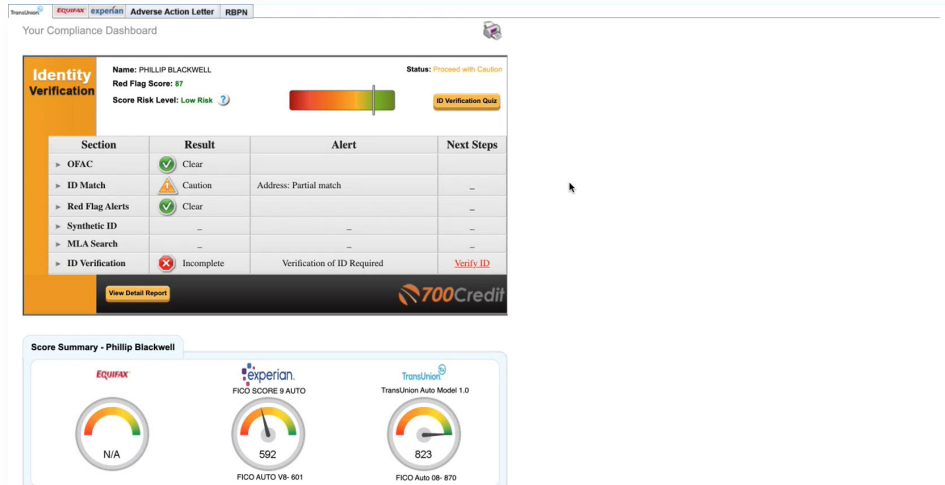 TransUnion EQUIFAX experian Adverse Action Letter RBPN
Your Compliance Dashboard
Identity Verification
Name: PHILLIP BLACKWELL
Red Flag Score: 87
Score Risk Level: Low Risk ?
Status: Proceed with Caution
ID Verification Quiz
Section Result Alert Next Steps
OFAC Clear
ID Match Caution Address: Partial match _
Red Flag Alerts Clear _
Synthetic ID _ _ _
MLA Search _ _ _
ID Verification Incomplete Verification of ID Required Verify ID
View Detail Report
700Credit
Score Summary - Phillip Blackwell
EQUIFAX experian. TransUnion
FICO SCORE 9 AUTO TransUnion Auto Model 1.0
N/A 592 823
FICO AUTO V8- 601 FICO Auto 08- 870